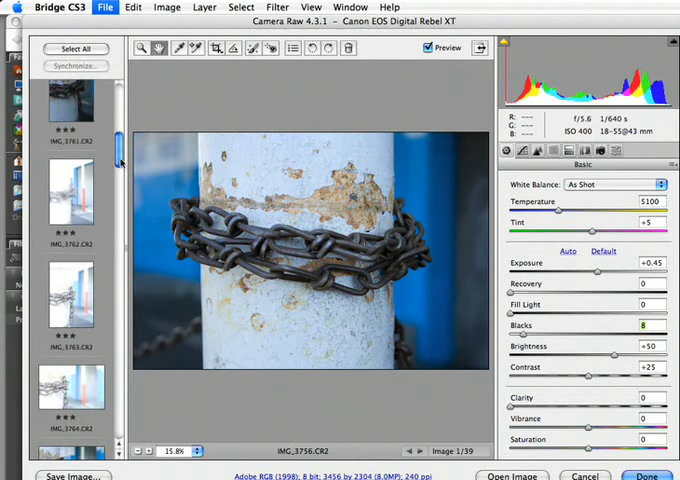 Bridge CS3 File Edit Image Layer Select Filter View Window Help
Camera Raw 4.3.1 - Canon EOS Digital Rebel XT
Select All
Synchronize...
Preview
IMG_3761.CR2
IMG_3762.CR2
IMG_3763.CR2
IMG_3764.CR2
R: ---
G: ---
B: ---
f/5.6 1/640 s
ISO 400 18-55@43 mm
Basic
White Balance: As Shot
Temperature 5100
Tint +5
Auto Default
Exposure +0.45
Recovery 0
Fill Light 0
Blacks 8
Brightness +50
Contrast +25
Clarity 0
Vibrance 0
Saturation 0
15.8%
IMG_3756.CR2
Image 1/39
Save Image...
Adobe RGB (1998); 8 bit; 3456 by 2304 (8.0MP); 240 ppi
Open Image
Cancel
Done